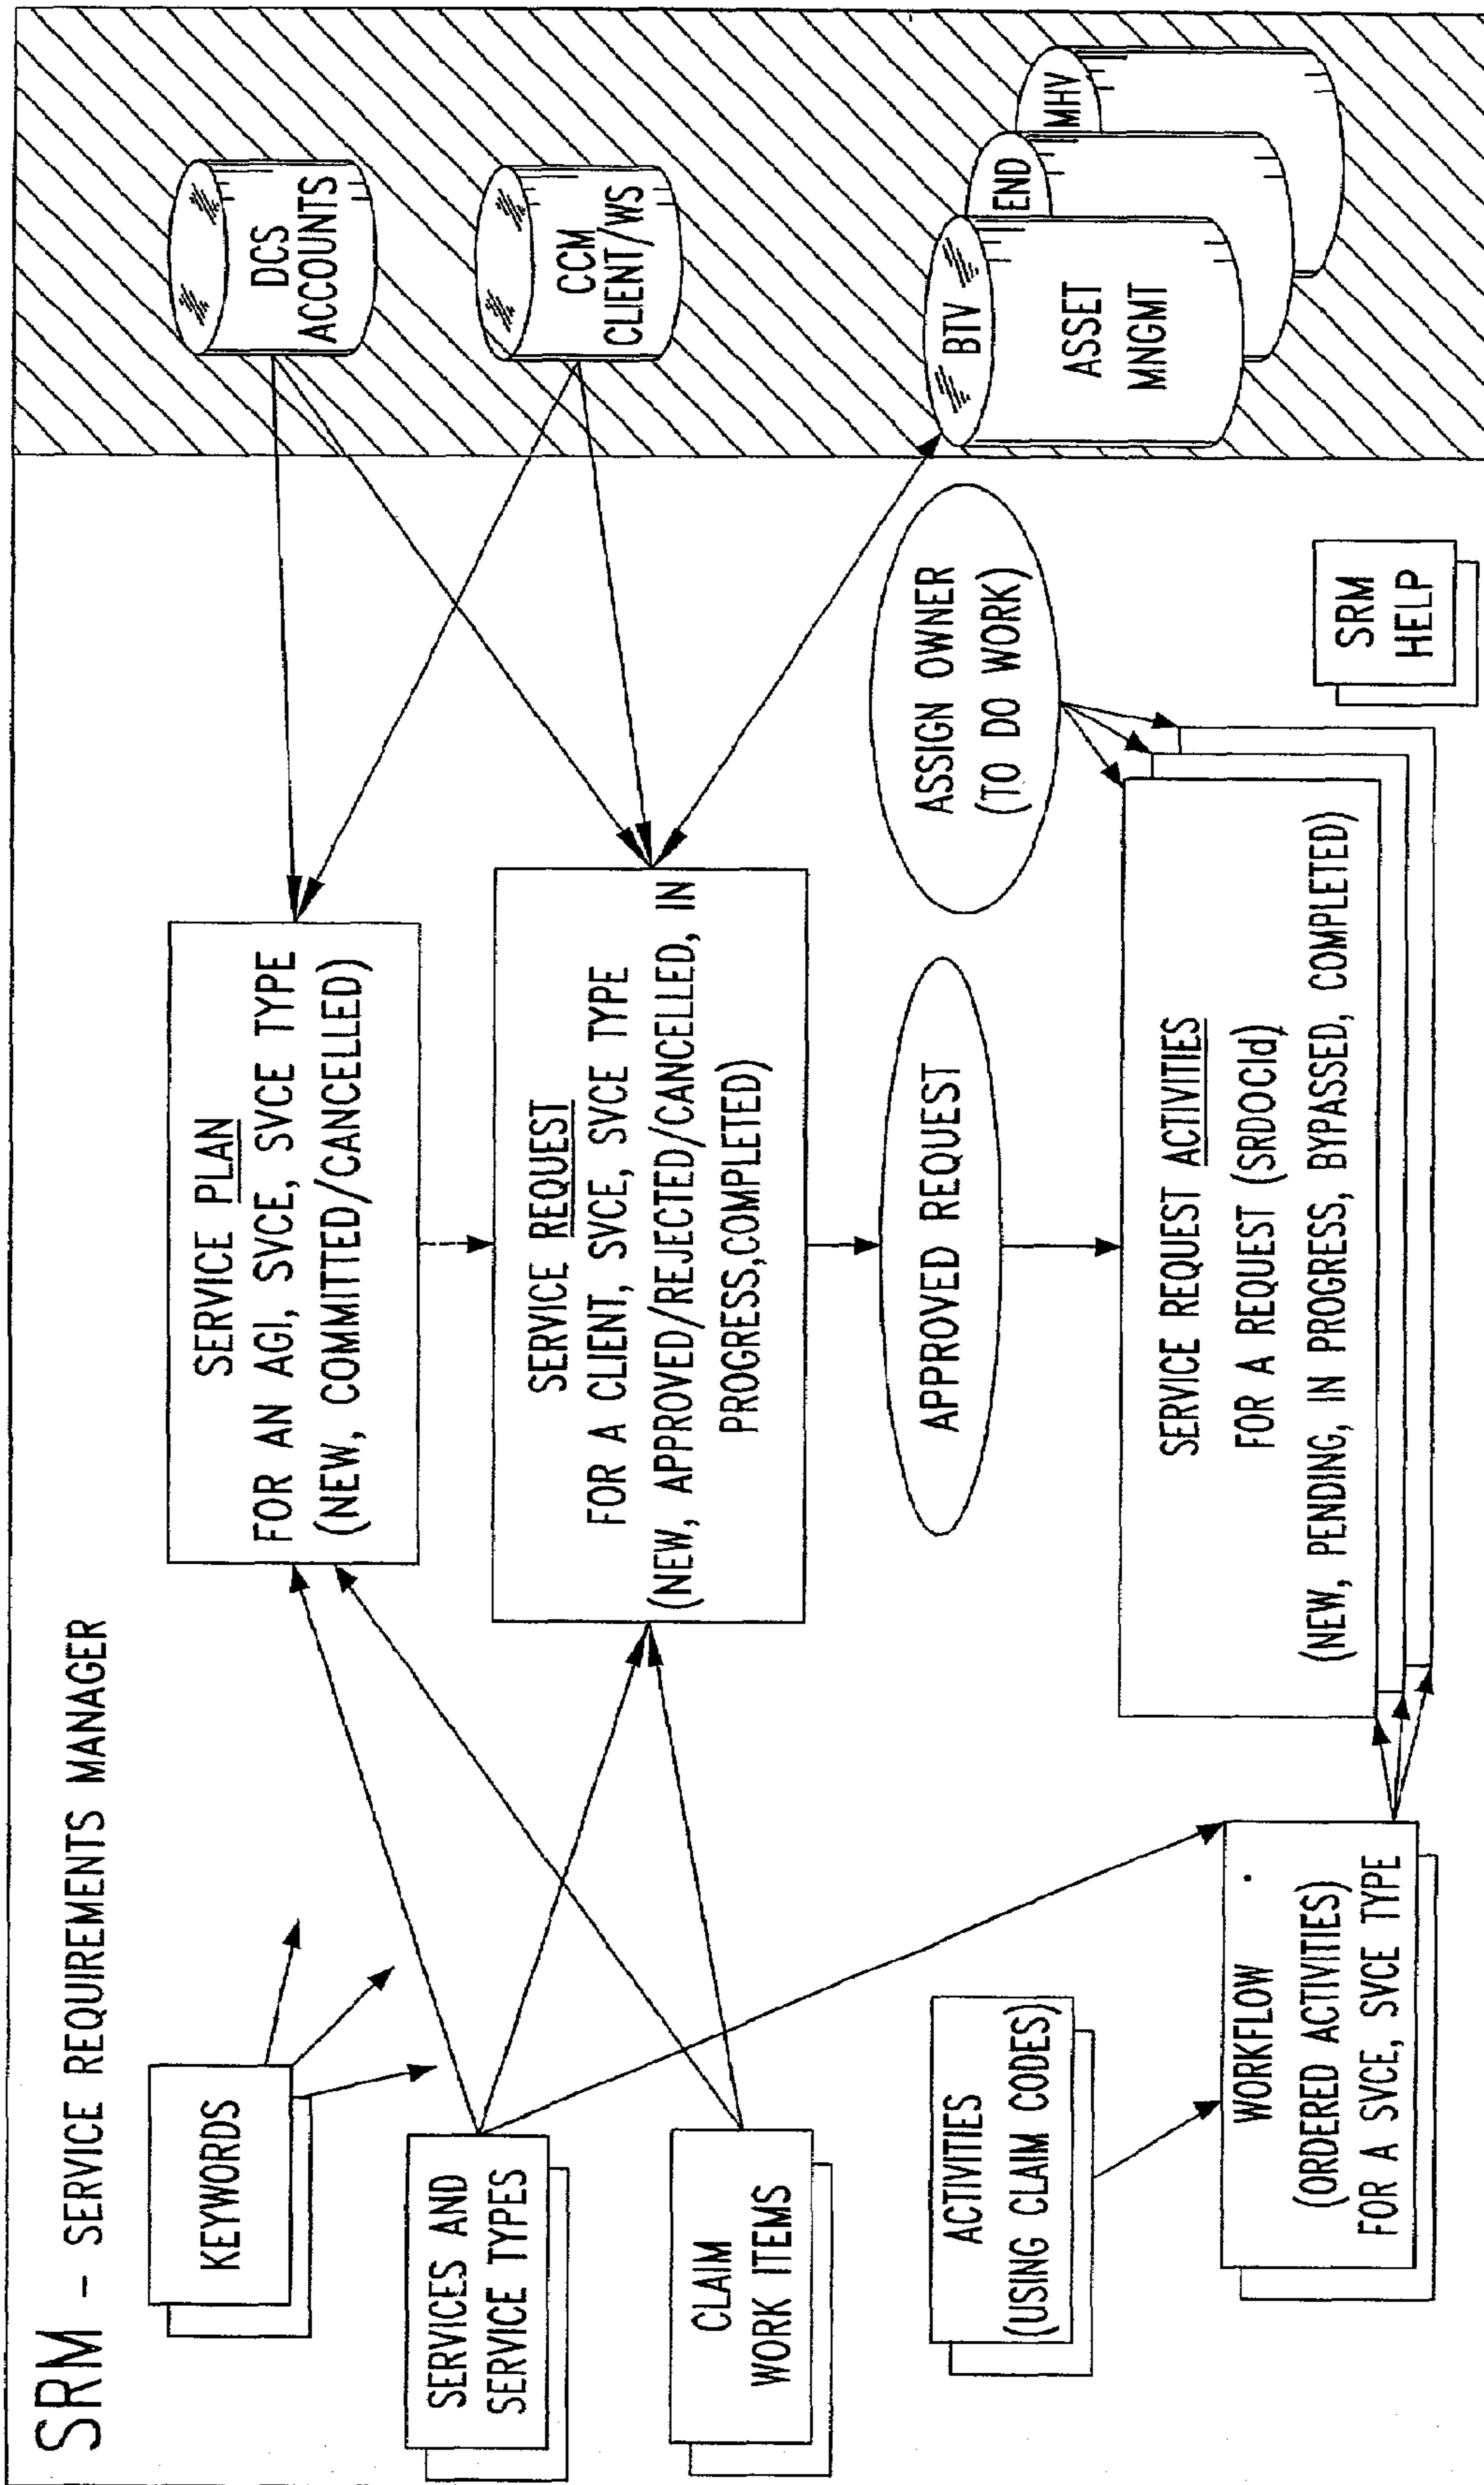 SRM - SERVICE REQUIREMENTS MANAGER
KEYWORDS
SERVICES AND
SERVICE TYPES
CLAIM
WORK ITEMS
ACTIVITIES
(USING CLAIM CODES)
WORKFLOW
(ORDERED ACTIVITIES)
FOR A SVCE, SVCE TYPE
SERVICE PLAN
FOR AN AGI, SVCE, SVCE TYPE
(NEW, COMMITTED/CANCELLED)
SERVICE REQUEST
FOR A CLIENT, SVCE, SVCE TYPE
(NEW, APPROVED/REJECTED/CANCELLED, IN
PROGRESS,COMPLETED)
APPROVED REQUEST
SERVICE REQUEST ACTIVITIES
FOR A REQUEST (SRDOCId)
(NEW, PENDING, IN PROGRESS, BYPASSED, COMPLETED)
ASSIGN OWNER
(TO DO WORK)
SRM
HELP
DCS
ACCOUNTS
CCM
CLIENT/WS
BTV
END
MHV
ASSET
MNGMT